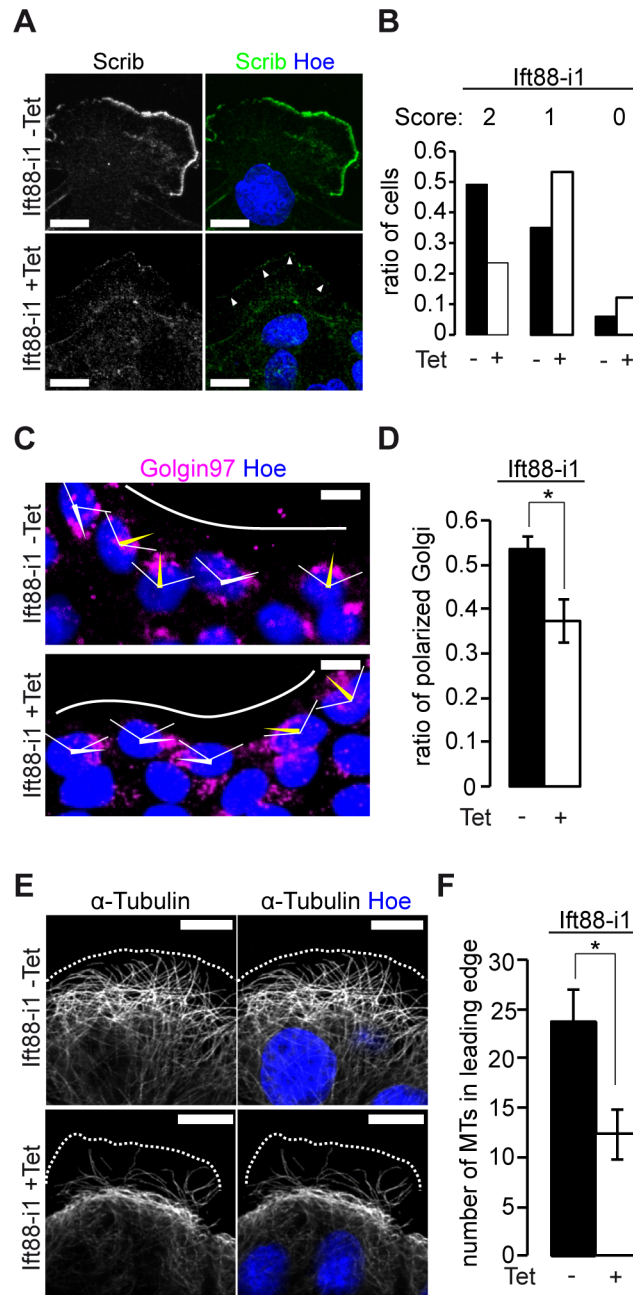 A
Scrib
Scrib Hoe
Ift88-i1 -Tet
Ift88-i1 +Tet
B
Ift88-i1
Score: 2 1 0
ratio of cells
0.6
0.5
0.4
0.3
0.2
0.1
0
Tet - + - + - +
C
Golgin97 Hoe
Ift88-i1 -Tet
Ift88-i1 +Tet
D
Ift88-i1
*
ratio of polarized Golgi
0.6
0.5
0.4
0.3
0.2
0.1
0
Tet - +
E
α-Tubulin
α-Tubulin Hoe
Ift88-i1 -Tet
Ift88-i1 +Tet
F
Ift88-i1
*
number of MTs in leading edge
30
25
20
15
10
5
0
Tet - +